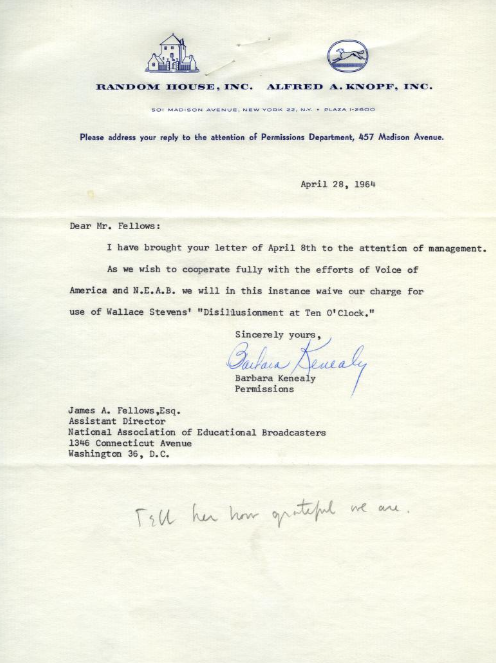 RANDOM HOUSE, INC. ALFRED A. KNOPF, INC.
501 MADISON AVENUE, NEW YORK 22, N.Y. • PLAZA 1-2600
Please address your reply to the attention of Permissions Department, 457 Madison Avenue.
April 28, 1964
Dear Mr. Fellows:
I have brought your letter of April 8th to the attention of management.
As we wish to cooperate fully with the efforts of Voice of
America and N.E.A.B. we will in this instance waive our charge for
use of Wallace Stevens' "Disillusionment at Ten O'Clock."
Sincerely yours,
Barbara Kenealy
Barbara Kenealy
Permissions
James A. Fellows,Esq.
Assistant Director
National Association of Educational Broadcasters
1346 Connecticut Avenue
Washington 36, D.C.
Tell her how grateful we are.